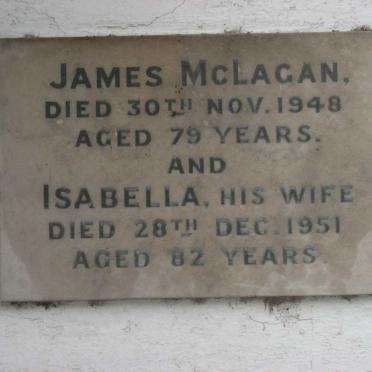 JAMES MCLAGAN,
DIED 30TH NOV. 1948
AGED 79 YEARS.
AND
ISABELLA, HIS WIFE
DIED 28TH DEC. 1951
AGED 82 YEARS.